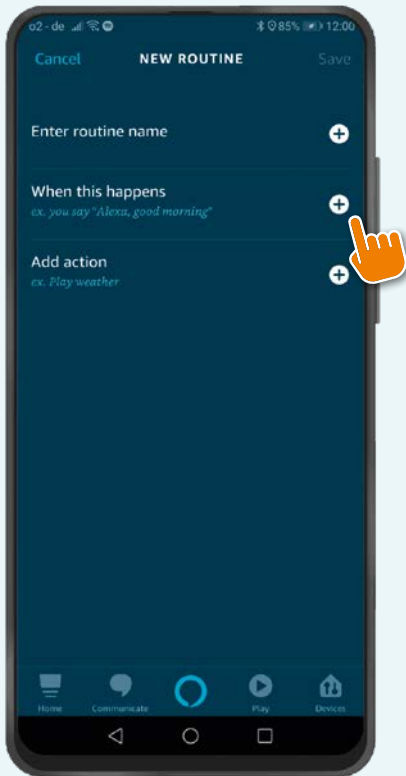 o2 - de 85% 12:00
Cancel NEW ROUTINE Save
Enter routine name
When this happens
ex. you say "Alexa, good morning"
Add action
ex. Play weather
Home Communicate Play Devices